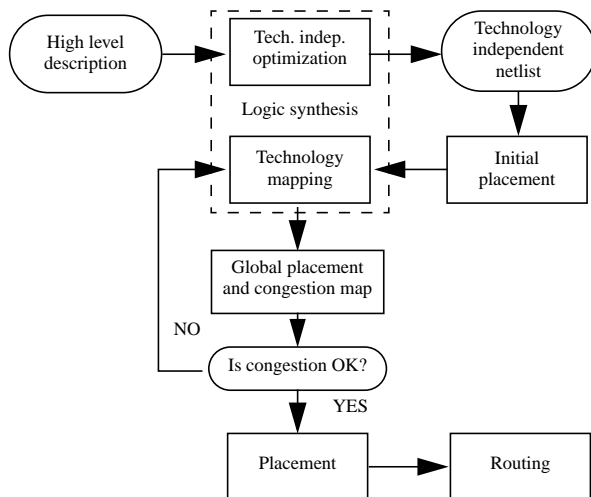 High level
description
Tech. indep.
optimization
Technology
independent
netlist
Logic synthesis
Technology
mapping
Initial
placement
Global placement
and congestion map
NO
Is congestion OK?
YES
Placement
Routing